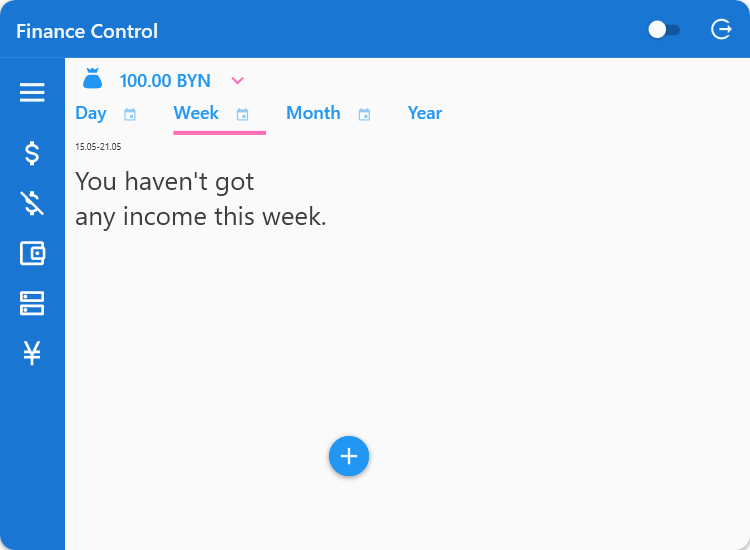 Finance Control
100.00 BYN
Day Week Month Year
15.05-21.05
You haven't got
any income this week.